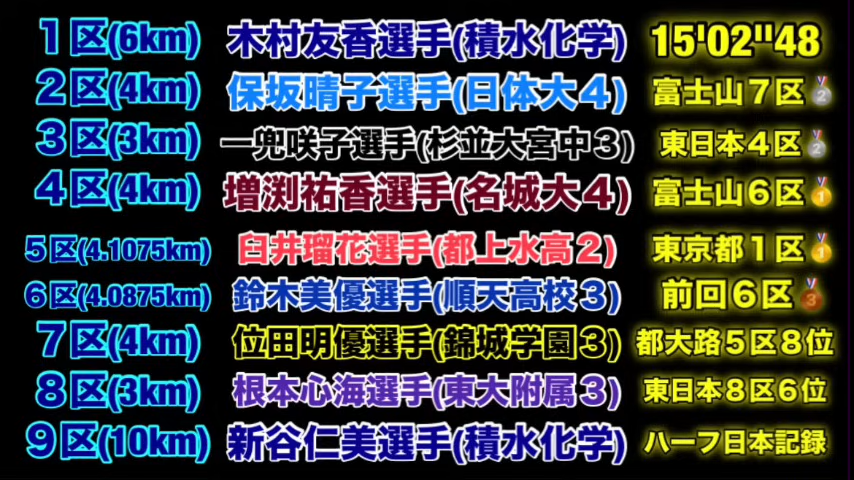 1区(6km) 木村友香選手(積水化学) 15'02"48
2区(4km) 保坂晴子選手(日体大4) 富士山7区🥈
3区(3km) 一兜咲子選手(杉並大宮中3) 東日本4区🥈
4区(4km) 増渕祐香選手(名城大4) 富士山6区🥇
5区(4.1075km) 臼井瑠花選手(都上水高2) 東京都1区🥇
6区(4.0875km) 鈴木美優選手(順天高校3) 前回6区🥉
7区(4km) 位田明優選手(錦城学園3) 都大路5区8位
8区(3km) 根本心海選手(東大附属3) 東日本8区6位
9区(10km) 新谷仁美選手(積水化学) ハーフ日本記録